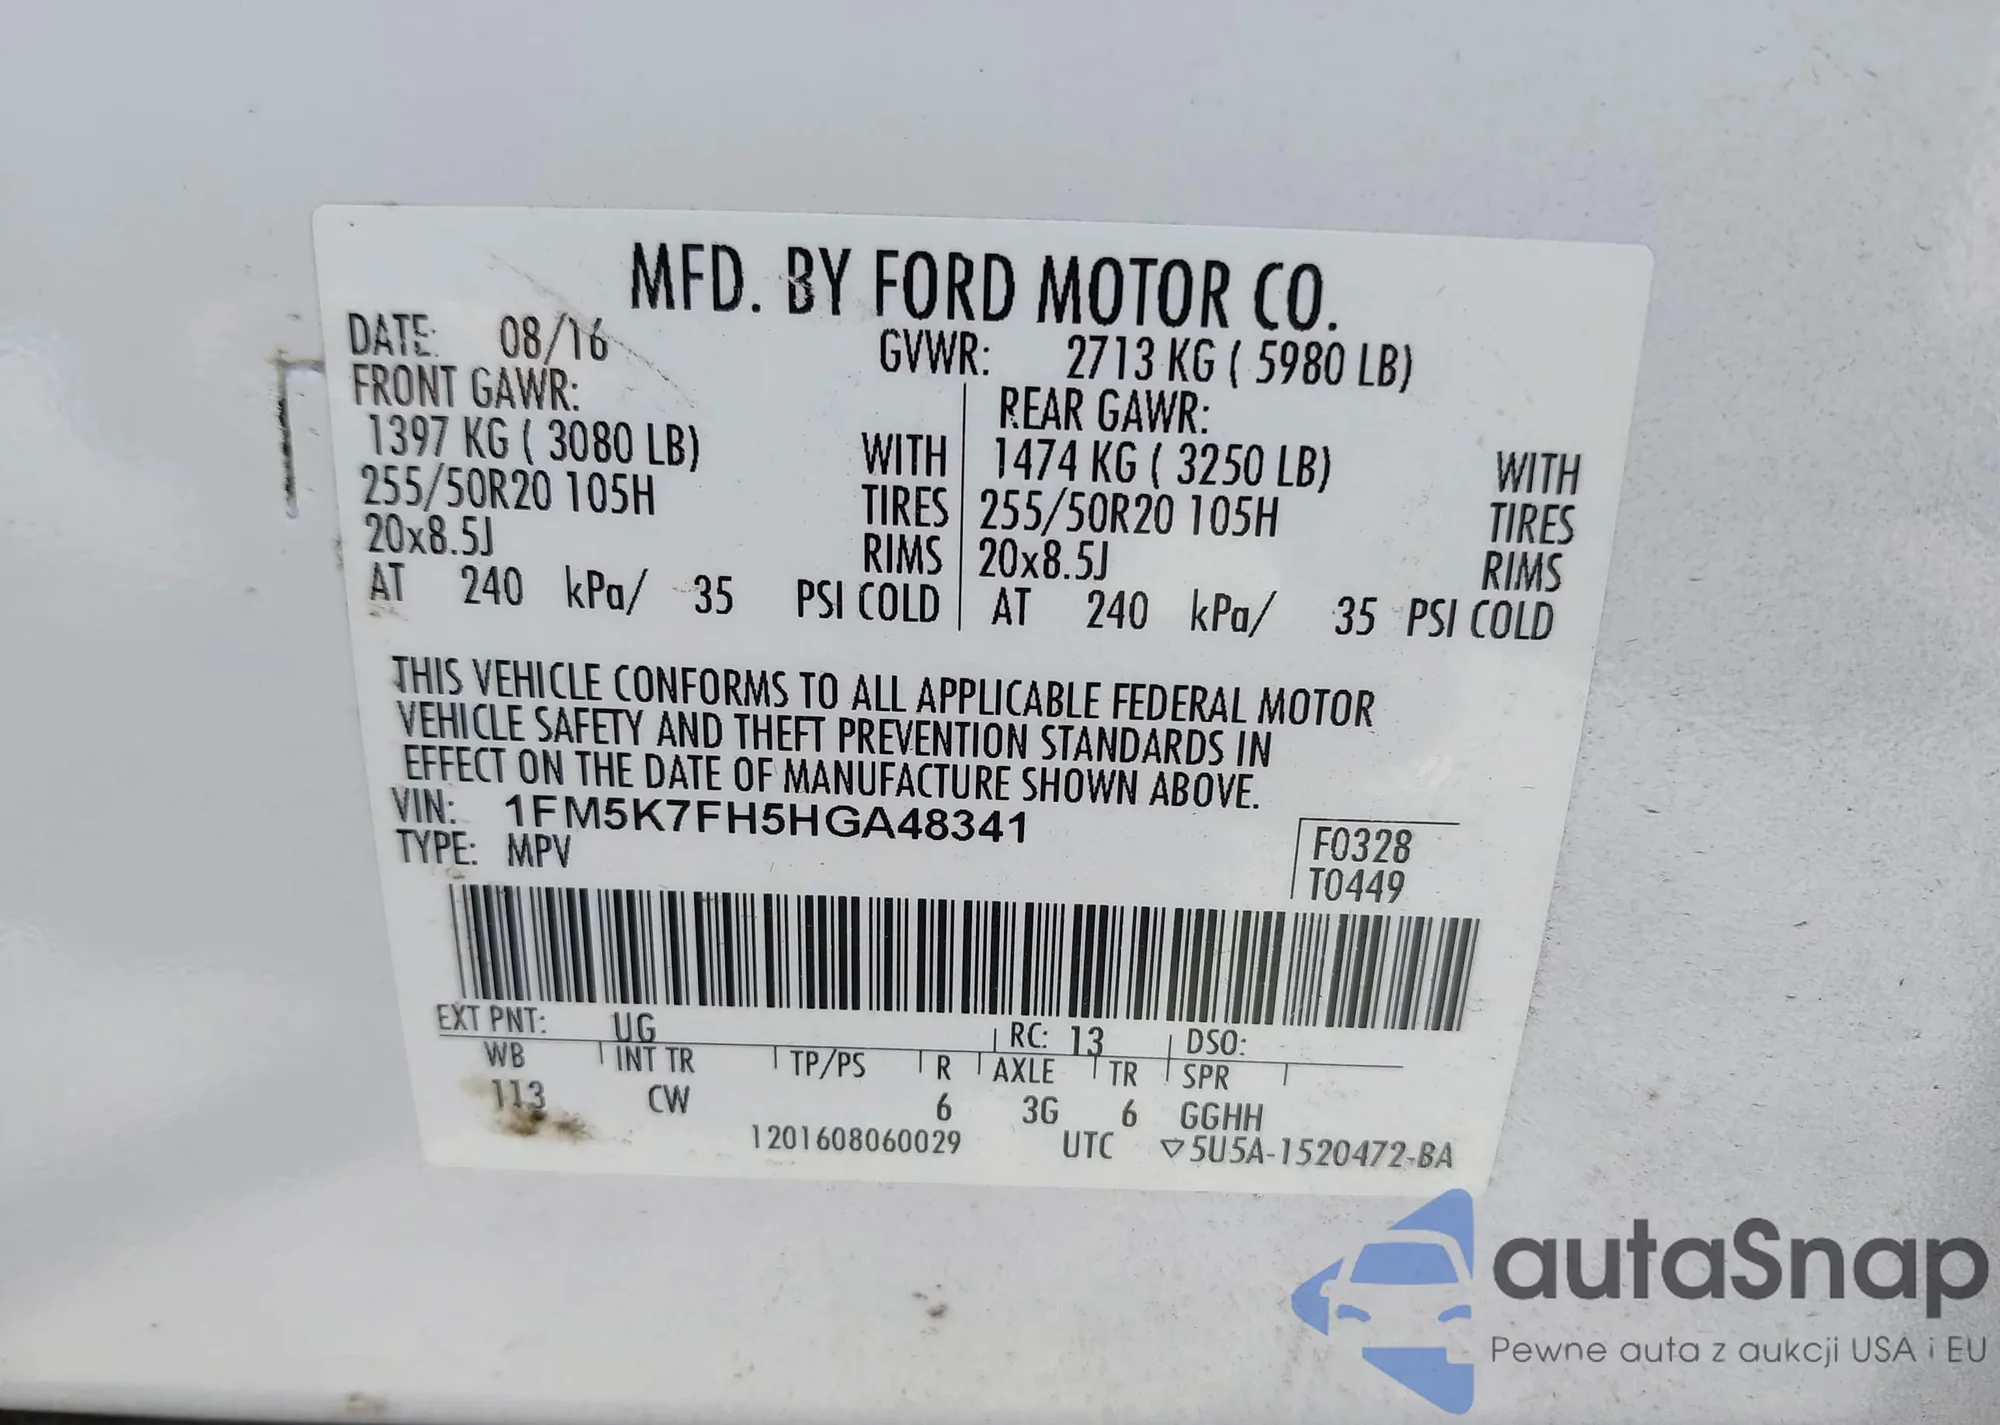 MFD. BY FORD MOTOR CO.
DATE: 08/16 GVWR: 2713 KG ( 5980 LB)
FRONT GAWR: REAR GAWR:
1397 KG ( 3080 LB) WITH 1474 KG ( 3250 LB) WITH
255/50R20 105H TIRES 255/50R20 105H TIRES
20x8.5J RIMS 20x8.5J RIMS
AT 240 kPa/ 35 PSI COLD AT 240 kPa/ 35 PSI COLD
THIS VEHICLE CONFORMS TO ALL APPLICABLE FEDERAL MOTOR
VEHICLE SAFETY AND THEFT PREVENTION STANDARDS IN
EFFECT ON THE DATE OF MANUFACTURE SHOWN ABOVE.
VIN: 1FM5K7FH5HGA48341
TYPE: MPV
F0328
T0449
EXT PNT: UG RC: 13 DSO:
WB INT TR TP/PS R AXLE TR SPR
113 CW 6 3G 6 GGHH
1201608060029 UTC ▽5U5A-1520472-BA
autaSnap
Pewne auta z aukcji USA i EU